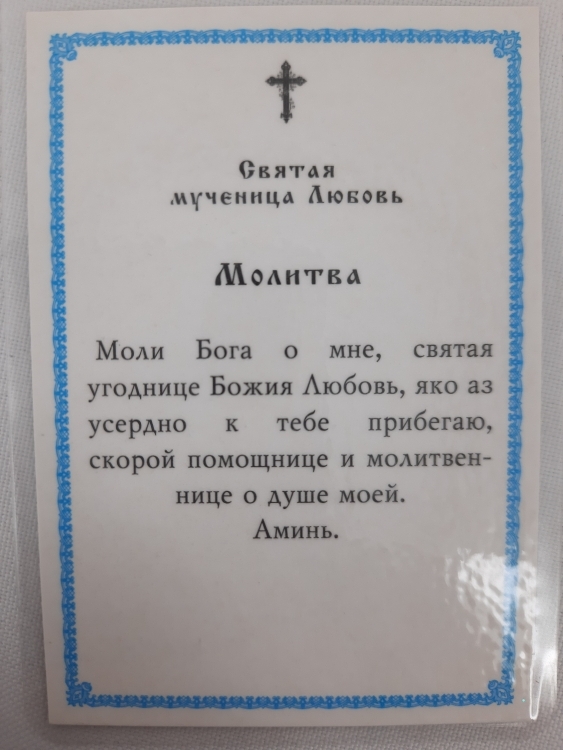 Святая
мученица Любовь
Молитва
Моли Бога о мне, святая
угоднице Божия Любовь, яко аз
усердно к тебе прибегаю,
скорой помощнице и молитвен-
нице о душе моей.
Аминь.